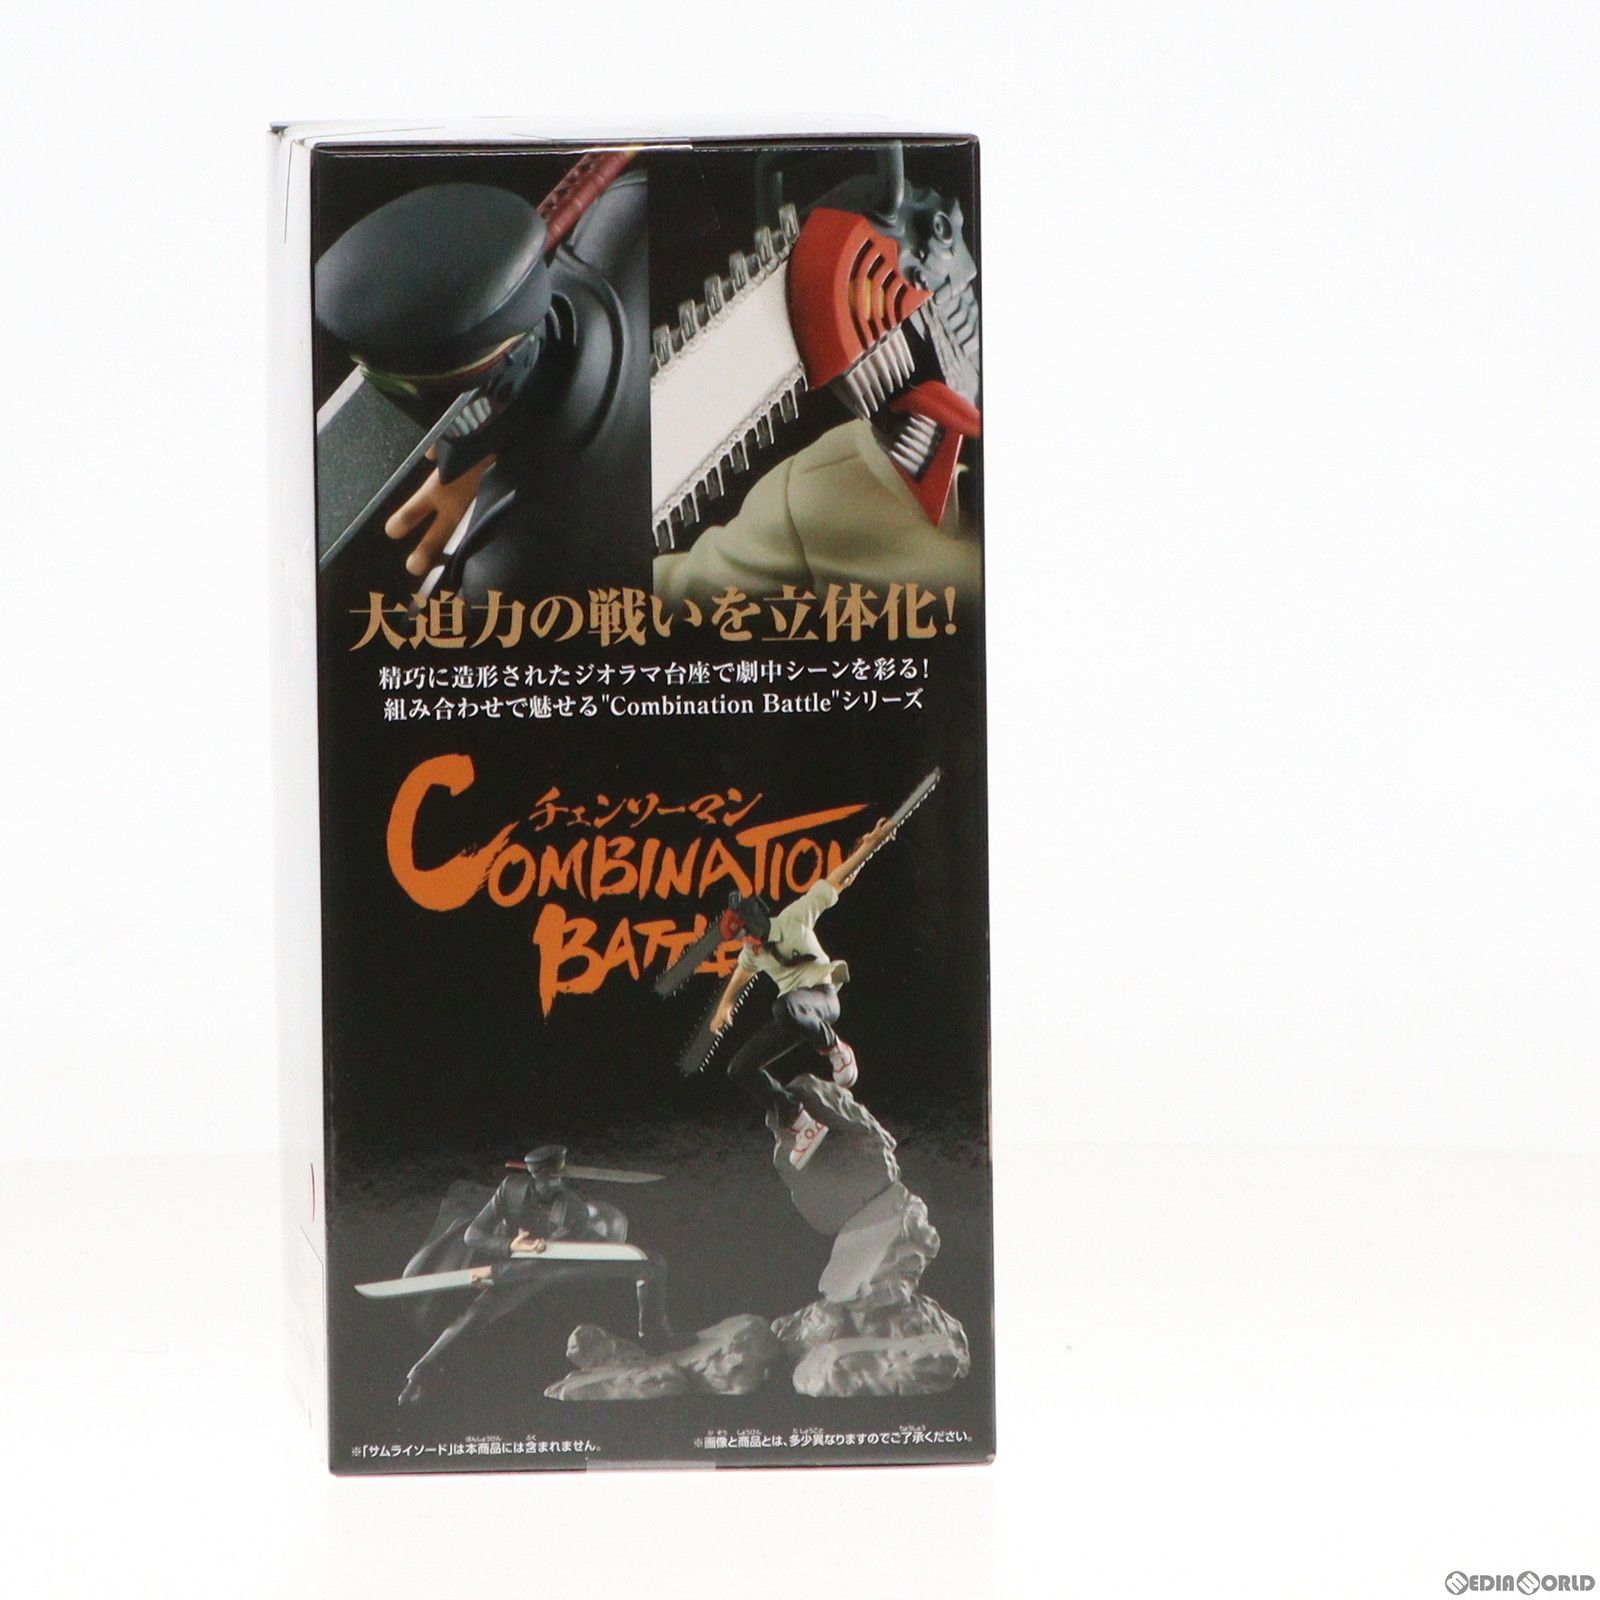 大迫力の戦いを立体化!
精巧に造形されたジオラマ台座で劇中シーンを彩る!
組み合わせで魅せる"Combination Battle"シリーズ
チェンソーマン
COMBINATION
BATTLE
※「サムライソード」は本商品には含まれません。
※画像と商品とは、多少異なりますのでご了承ください。
MEDIAWORLD